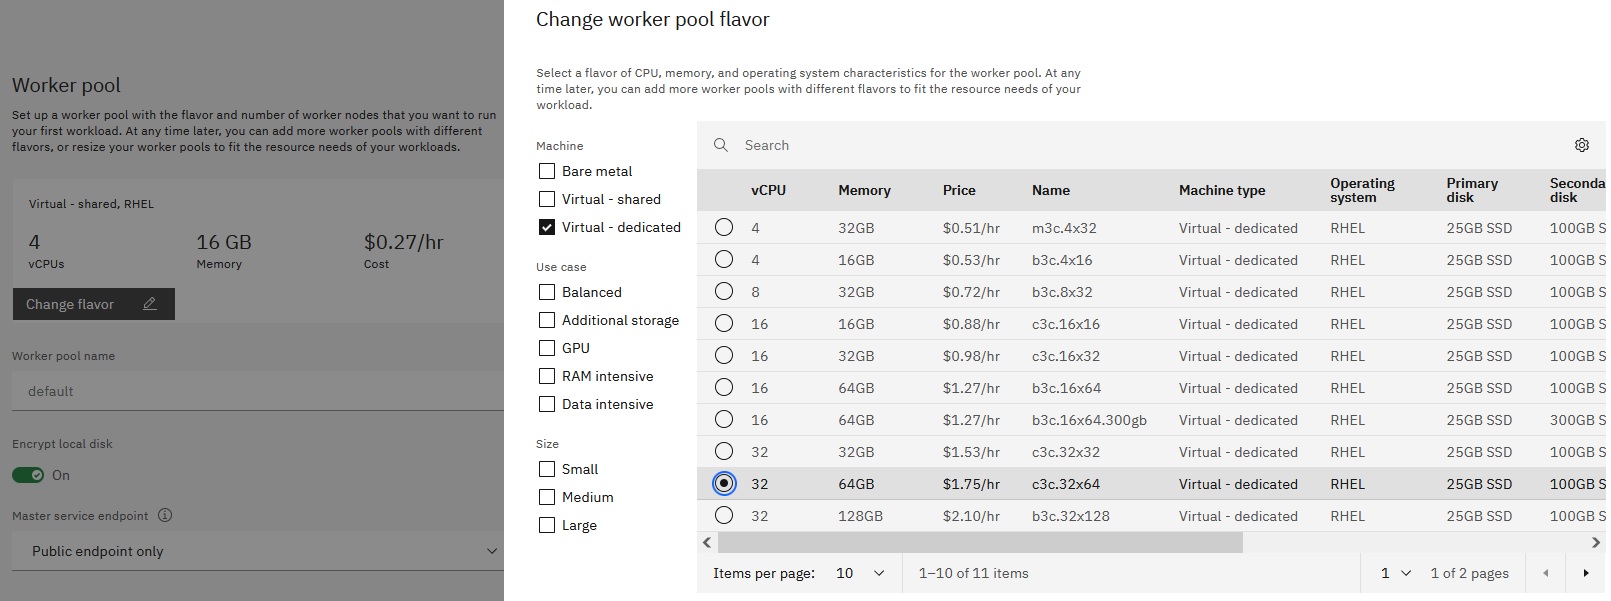 Worker pool
Set up a worker pool with the flavor and number of worker nodes that you want to run
your first workload. At any time later, you can add more worker pools with different
flavors, or resize your worker pools to fit the resource needs of your workloads.
Virtual - shared, RHEL
4 16 GB $0.27/hr
vCPUs Memory Cost
Change flavor
Worker pool name
default
Encrypt local disk
On
Master service endpoint
Public endpoint only
Change worker pool flavor
Select a flavor of CPU, memory, and operating system characteristics for the worker pool. At any
time later, you can add more worker pools with different flavors to fit the resource needs of your
workload.
Machine
Bare metal
Virtual - shared
Virtual - dedicated
Use case
Balanced
Additional storage
GPU
RAM intensive
Data intensive
Size
Small
Medium
Large
Search
vCPU Memory Price Name Machine type Operating system Primary disk Seconda disk
4 32GB $0.51/hr m3c.4x32 Virtual - dedicated RHEL 25GB SSD 100GB S
4 16GB $0.53/hr b3c.4x16 Virtual - dedicated RHEL 25GB SSD 100GB S
8 32GB $0.72/hr b3c.8x32 Virtual - dedicated RHEL 25GB SSD 100GB S
16 16GB $0.88/hr c3c.16x16 Virtual - dedicated RHEL 25GB SSD 100GB S
16 32GB $0.98/hr c3c.16x32 Virtual - dedicated RHEL 25GB SSD 100GB S
16 64GB $1.27/hr b3c.16x64 Virtual - dedicated RHEL 25GB SSD 100GB S
16 64GB $1.27/hr b3c.16x64.300gb Virtual - dedicated RHEL 25GB SSD 300GB S
32 32GB $1.53/hr c3c.32x32 Virtual - dedicated RHEL 25GB SSD 100GB S
32 64GB $1.75/hr c3c.32x64 Virtual - dedicated RHEL 25GB SSD 100GB S
32 128GB $2.10/hr b3c.32x128 Virtual - dedicated RHEL 25GB SSD 100GB S
Items per page: 10 1–10 of 11 items 1 1 of 2 pages